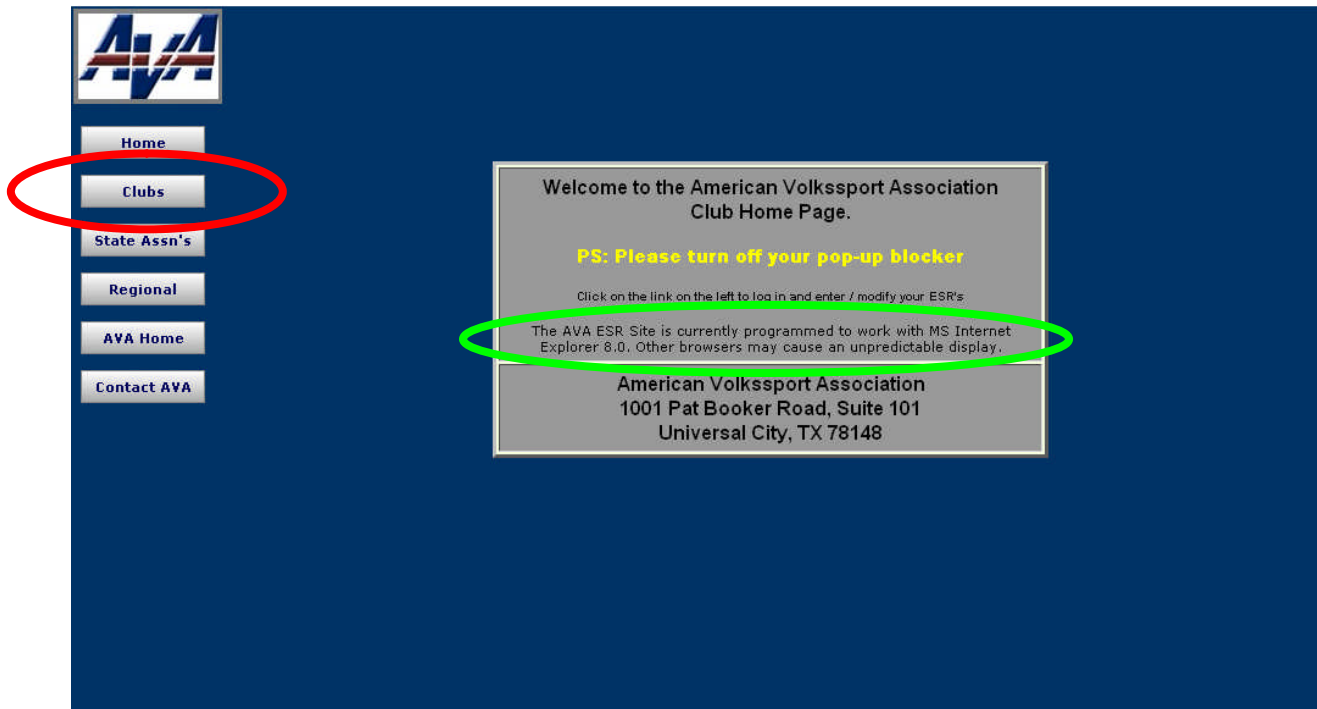 AVA
Home
Clubs
State Assn's
Regional
AVA Home
Contact AVA
Welcome to the American Volkssport Association
Club Home Page.
PS: Please turn off your pop-up blocker
Click on the link on the left to log in and enter / modify your ESR's
The AVA ESR Site is currently programmed to work with MS Internet
Explorer 8.0. Other browsers may cause an unpredictable display.
American Volkssport Association
1001 Pat Booker Road, Suite 101
Universal City, TX 78148